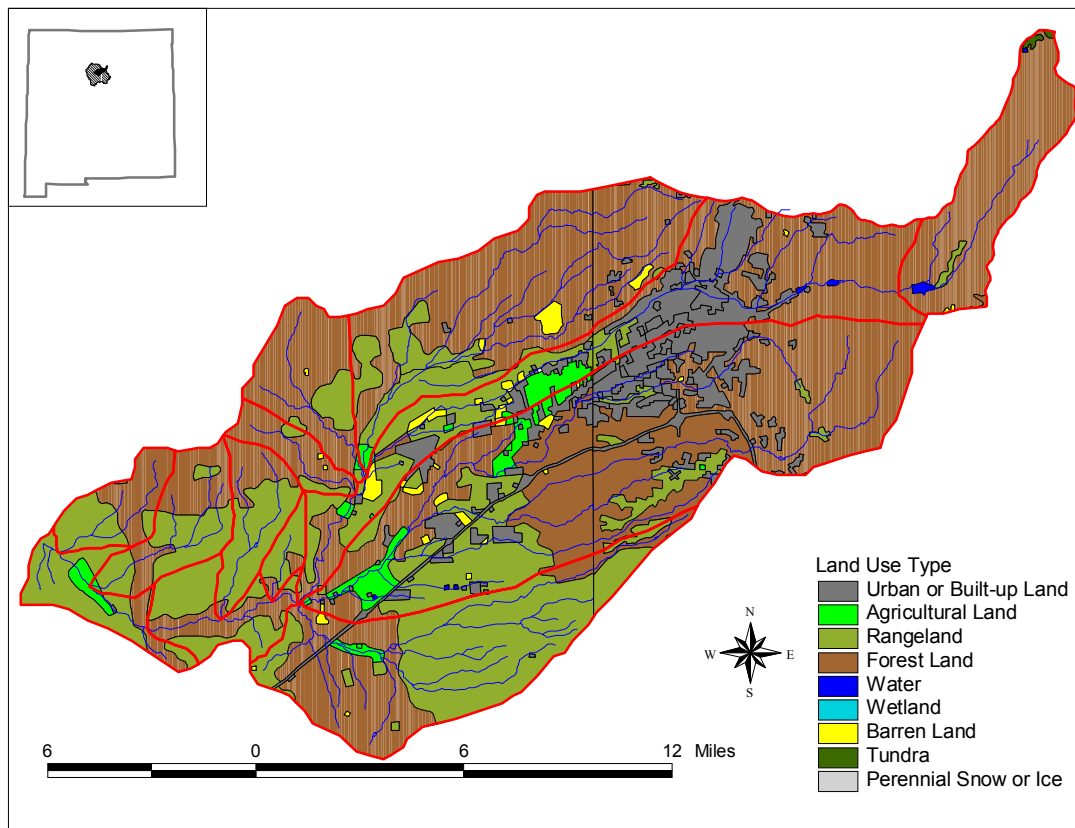 Land Use Type
Urban or Built-up Land
Agricultural Land
Rangeland
Forest Land
Water
Wetland
Barren Land
Tundra
Perennial Snow or Ice
N
W E
S
6 0 6 12 Miles